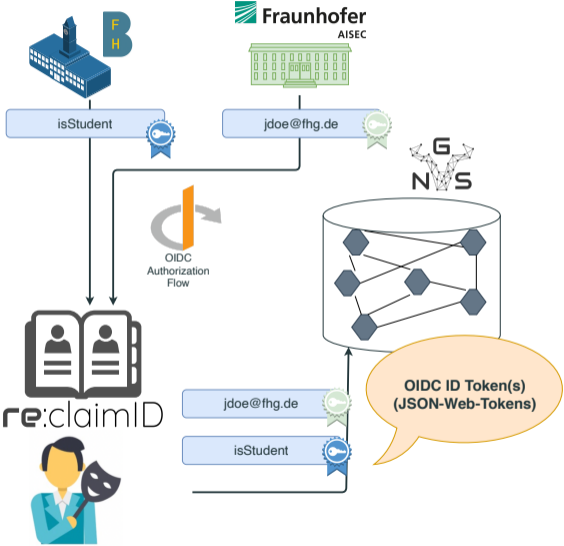 B
F
H
Fraunhofer
AISEC
isStudent
jdoe@fhg.de
G
N S
OIDC
Authorization
Flow
re:claimID
jdoe@fhg.de
isStudent
OIDC ID Token(s)
(JSON-Web-Tokens)